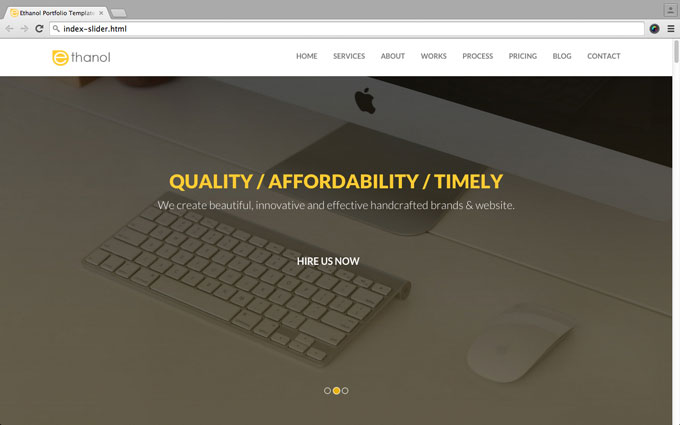 Ethanol Portfolio Template
index-slider.html
ethanol
HOME SERVICES ABOUT WORKS PROCESS PRICING BLOG CONTACT
QUALITY / AFFORDABILITY / TIMELY
We create beautiful, innovative and effective handcrafted brands & website.
HIRE US NOW